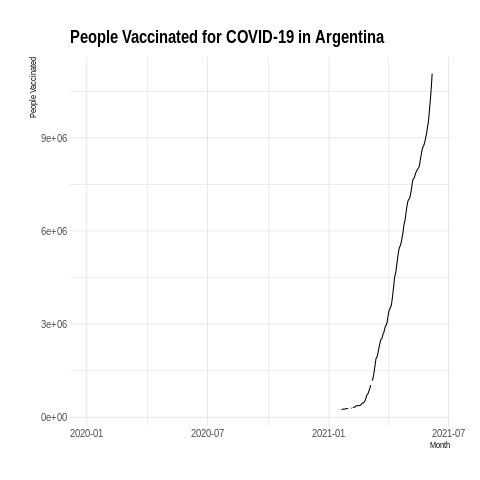 People Vaccinated for COVID-19 in Argentina
People Vaccinated
9e+06
6e+06
3e+06
0e+00
2020-01 2020-07 2021-01 2021-07
Month